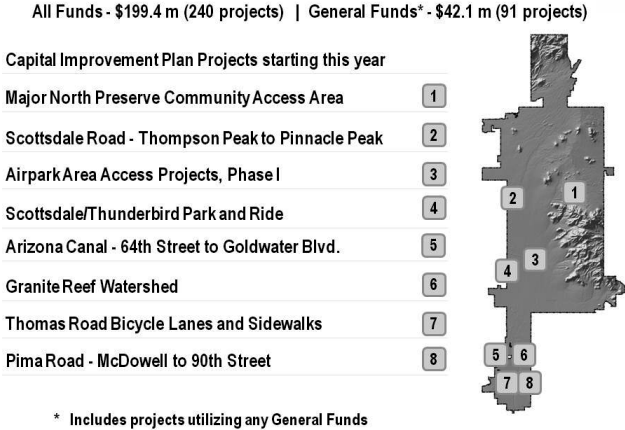 All Funds - $199.4 m (240 projects) | General Funds* - $42.1 m (91 projects)
Capital Improvement Plan Projects starting this year
Major North Preserve Community Access Area 1
Scottsdale Road - Thompson Peak to Pinnacle Peak 2
Airpark Area Access Projects, Phase I 3
Scottsdale/Thunderbird Park and Ride 4
Arizona Canal - 64th Street to Goldwater Blvd. 5
Granite Reef Watershed 6
Thomas Road Bicycle Lanes and Sidewalks 7
Pima Road - McDowell to 90th Street 8
1
2
3
4
5 6
7 8
* Includes projects utilizing any General Funds